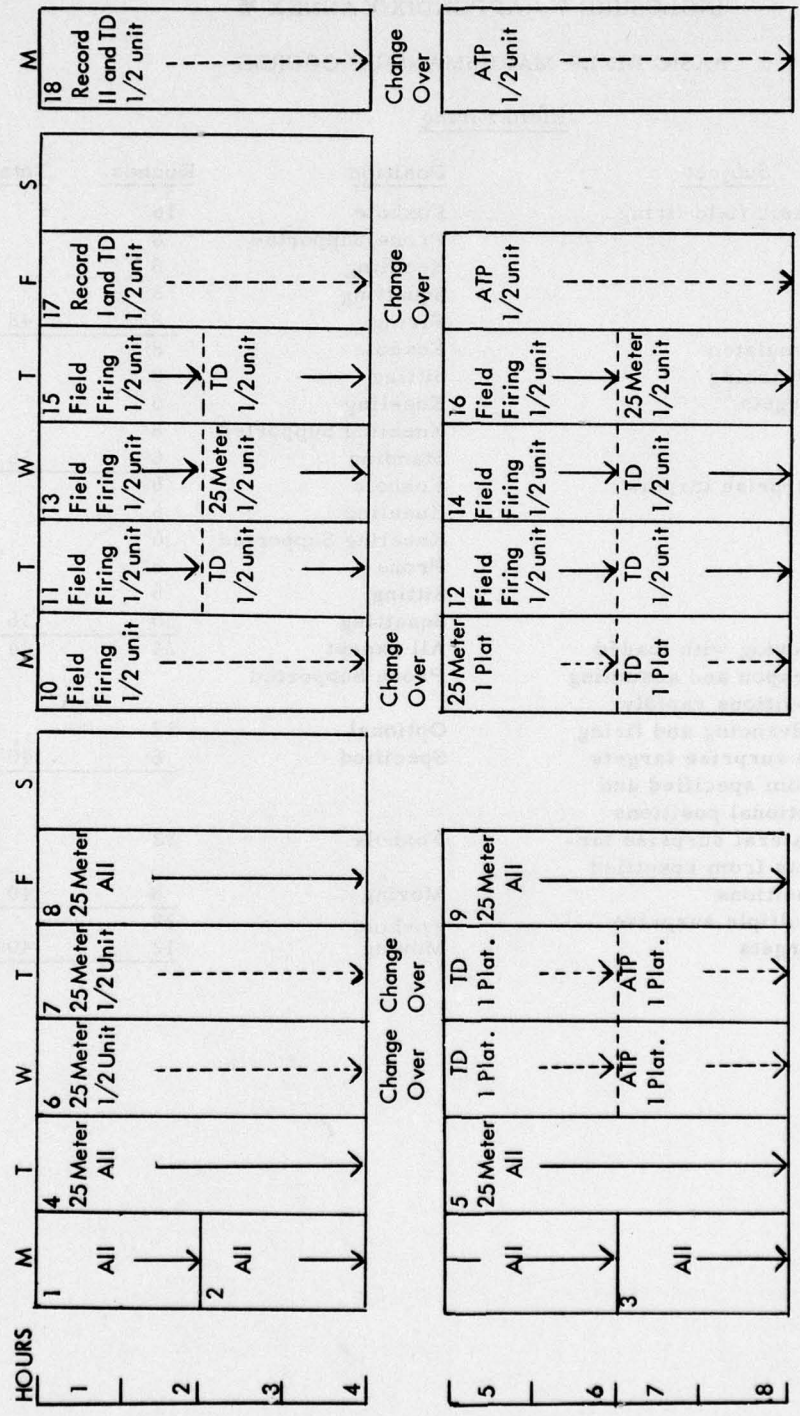 HOURS
M
T
W
T
F
S
M
T
W
T
F
S
M
1
2
3
4
5
6
7
8
1
All
2
All
4
25 Meter
All
6
25 Meter
1/2 Unit
7
25 Meter
1/2 Unit
8
25 Meter
All
10
Field
Firing
1/2 unit
11
Field
Firing
1/2 unit
TD
1/2 unit
13
Field
Firing
1/2 unit
25 Meter
1/2 unit
15
Field
Firing
1/2 unit
TD
1/2 unit
17
Record
I and TD
1/2 unit
18
Record
II and TD
1/2 unit
Change
Over
Change
Over
Change
Over
Change
Over
Change
Over
All
3
All
5
25 Meter
All
TD
1 Plat.
ATP
1 Plat.
TD
1 Plat.
ATP
1 Plat
9
25 Meter
All
25 Meter
1 Plat
TD
1 Plat
12
Field
Firing
1/2 unit
TD
1/2 unit
14
Field
Firing
1/2 unit
TD
1/2 unit
16
Field
Firing
1/2 unit
25 Meter
1/2 unit
ATP
1/2 unit
ATP
1/2 unit